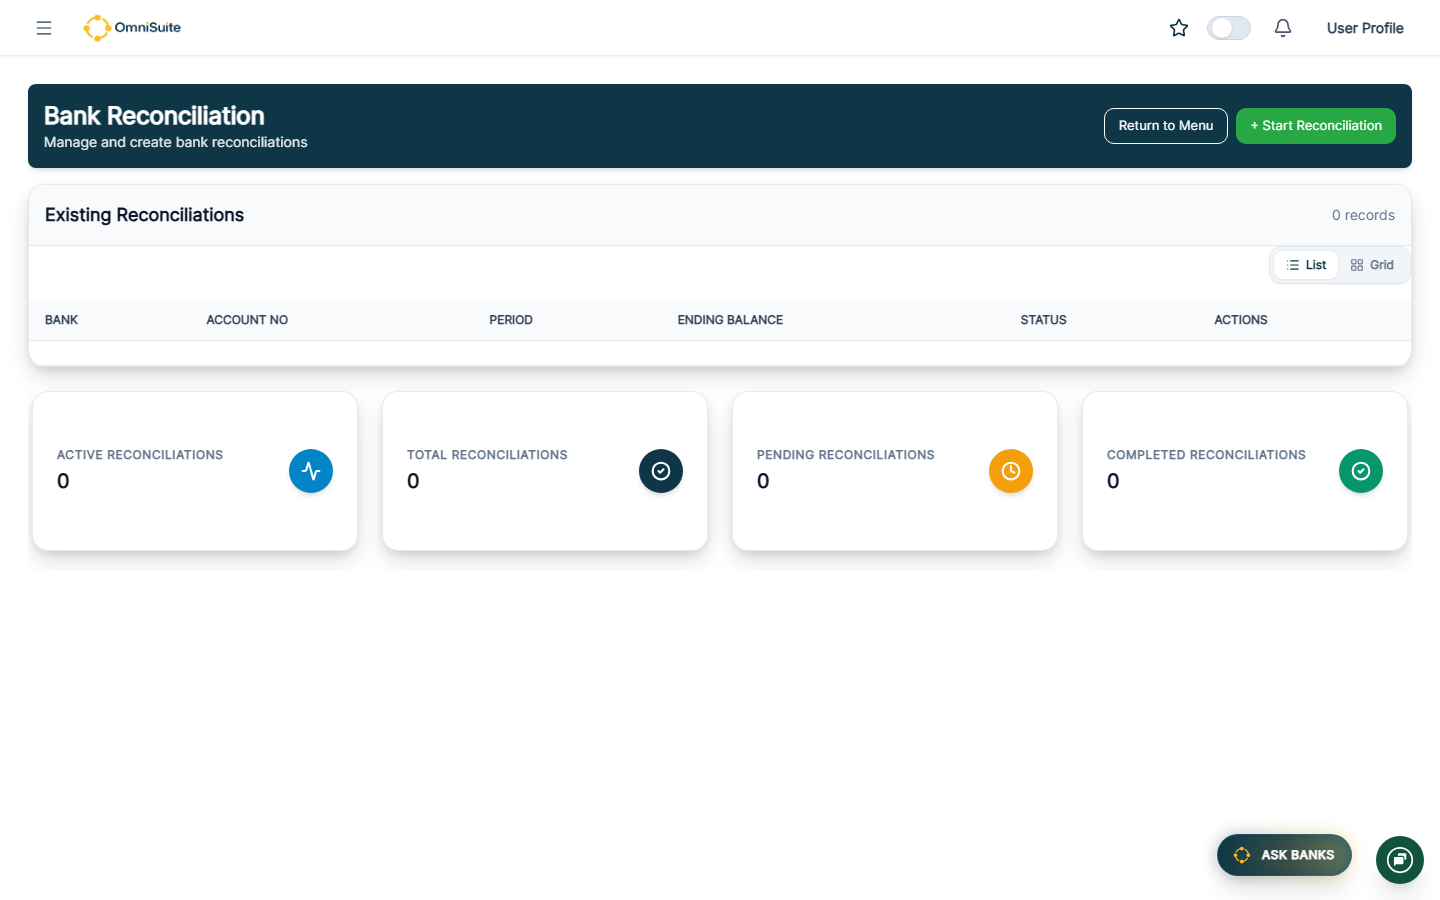 OmniSuite
User Profile
Bank Reconciliation
Manage and create bank reconciliations
Return to Menu
+ Start Reconciliation
Existing Reconciliations
0 records
List
Grid
BANK
ACCOUNT NO
PERIOD
ENDING BALANCE
STATUS
ACTIONS
ACTIVE RECONCILIATIONS
0
TOTAL RECONCILIATIONS
0
PENDING RECONCILIATIONS
0
COMPLETED RECONCILIATIONS
0
ASK BANKS